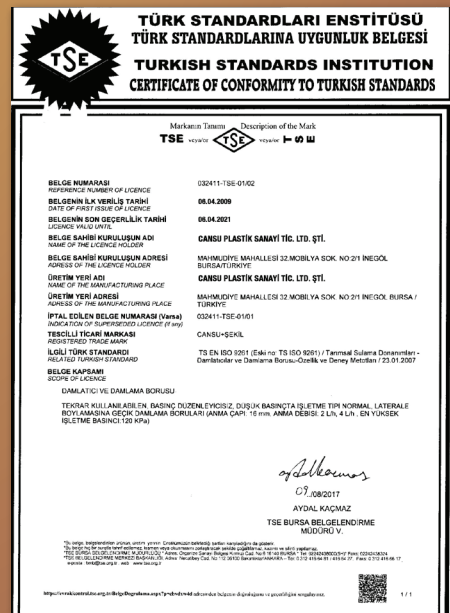 TÜRK STANDARDLARI ENSTİTÜSÜ
TÜRK STANDARDLARINA UYGUNLUK BELGESİ
TSE
TURKISH STANDARDS INSTITUTION
CERTIFICATE OF CONFORMITY TO TURKISH STANDARDS
Markanın Tanımı Description of the Mark
TSE veya/or TSE veya/or TSE
BELGE NUMARASI 032411-TSE-01/02
REFERENCE NUMBER OF LICENCE
BELGENİN İLK VERİLİŞ TARİHİ 06.04.2009
DATE OF FIRST ISSUE OF LICENCE
BELGENİN SON GEÇERLİLİK TARİHİ 06.04.2021
LICENCE VALID UNTIL
BELGE SAHİBİ KURULUŞUN ADI CANSU PLASTİK SANAYİ TİC. LTD. ŞTİ.
NAME OF THE LICENCE HOLDER
BELGE SAHİBİ KURULUŞUN ADRESİ MAHMUDİYE MAHALLESİ 32.MOBİLYA SOK. NO:2/1 İNEGÖL
ADRESS OF THE LICENCE HOLDER BURSA/TÜRKİYE
ÜRETİM YERİ ADI CANSU PLASTİK SANAYİ TİC. LTD. ŞTİ.
NAME OF THE MANUFACTURING PLACE
ÜRETİM YERİ ADRESİ MAHMUDİYE MAHALLESİ 32.MOBİLYA SOK. NO:2/1 İNEGÖL BURSA /
ADRESS OF THE MANUFACTURING PLACE TÜRKİYE
İPTAL EDİLEN BELGE NUMARASI (Varsa) 032411-TSE-01/01
INDICATION OF SUPERSEDED LICENCE (if any)
TESCİLLİ TİCARİ MARKASI CANSU+ŞEKİL
REGISTERED TRADE MARK
İLGİLİ TÜRK STANDARDI TS EN ISO 9261 (Eski no: TS ISO 9261) / Tarımsal Sulama Donanımları -
RELATED TURKISH STANDARD Damlatıcılar ve Damlama Borusu-Özellik ve Deney Metotları / 23.01.2007
BELGE KAPSAMI
SCOPE OF LICENCE
DAMLATICI VE DAMLAMA BORUSU
TEKRAR KULLANILABİLEN, BASINÇ DÜZENLEYİCİSİZ, DÜŞÜK BASINÇTA İŞLETME TİPİ NORMAL, LATERALE
BOYLAMASINA GEÇİK DAMLAMA BORULARI (ANMA ÇAPI: 16 mm, ANMA DEBİSİ: 2 L/h, 4 L/h, EN YÜKSEK
İŞLETME BASINCI:120 KPa)
09./08/2017
AYDAL KAÇMAZ
TSE BURSA BELGELENDİRME
MÜDÜRÜ V.
1 / 1